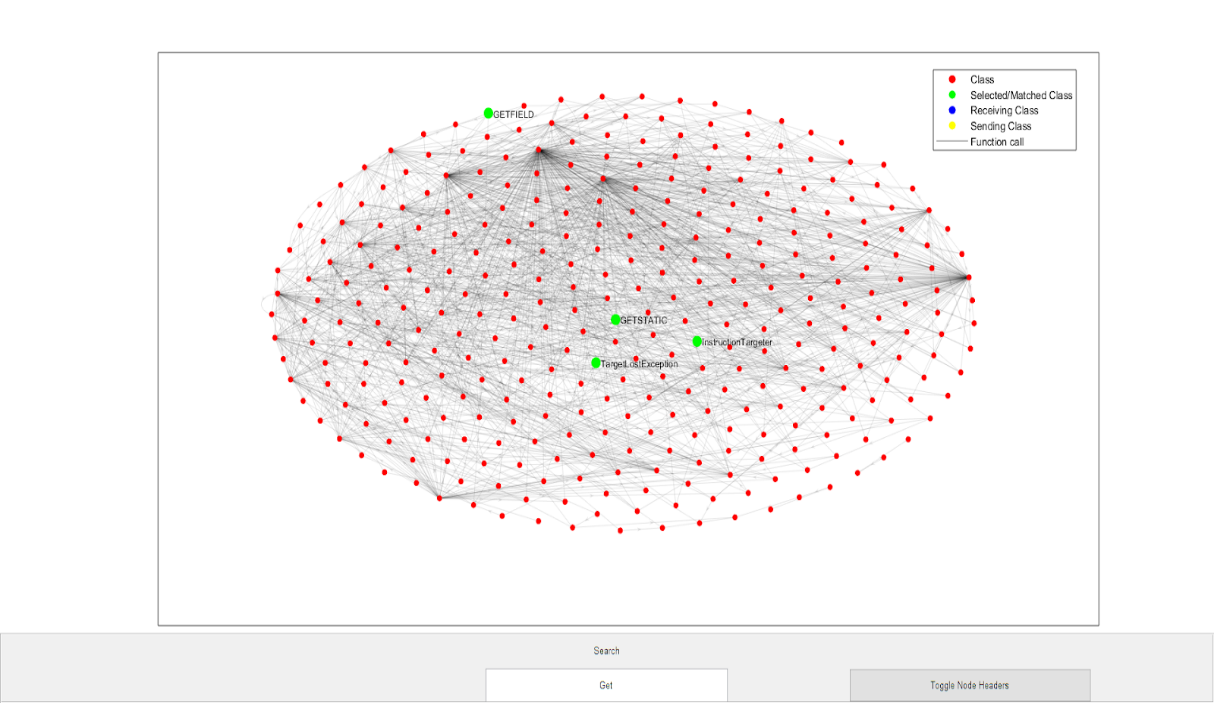 Class
Selected/Matched Class
Receiving Class
Sending Class
Function call
GETFIELD
GETSTATIC
InstructionTargeter
TargetLostException
Search
Get
Toggle Node Headers